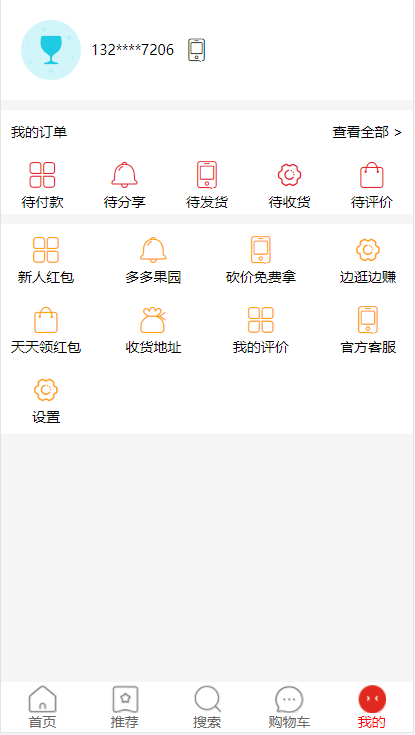 132****7206
我的订单 查看全部 >
待付款 待分享 待发货 待收货 待评价
新人红包 多多果园 砍价免费拿 边逛边赚
天天领红包 收货地址 我的评价 官方客服
设置
首页 推荐 搜索 购物车 我的